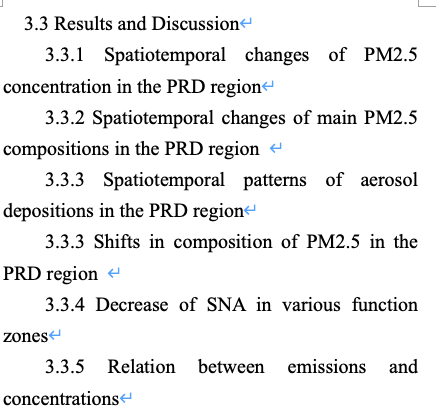 3.3 Results and Discussion↵
3.3.1 Spatiotemporal changes of PM2.5
concentration in the PRD region↵
3.3.2 Spatiotemporal changes of main PM2.5
compositions in the PRD region ↵
3.3.3 Spatiotemporal patterns of aerosol
depositions in the PRD region↵
3.3.3 Shifts in composition of PM2.5 in the
PRD region ↵
3.3.4 Decrease of SNA in various function
zones↵
3.3.5 Relation between emissions and
concentrations↵